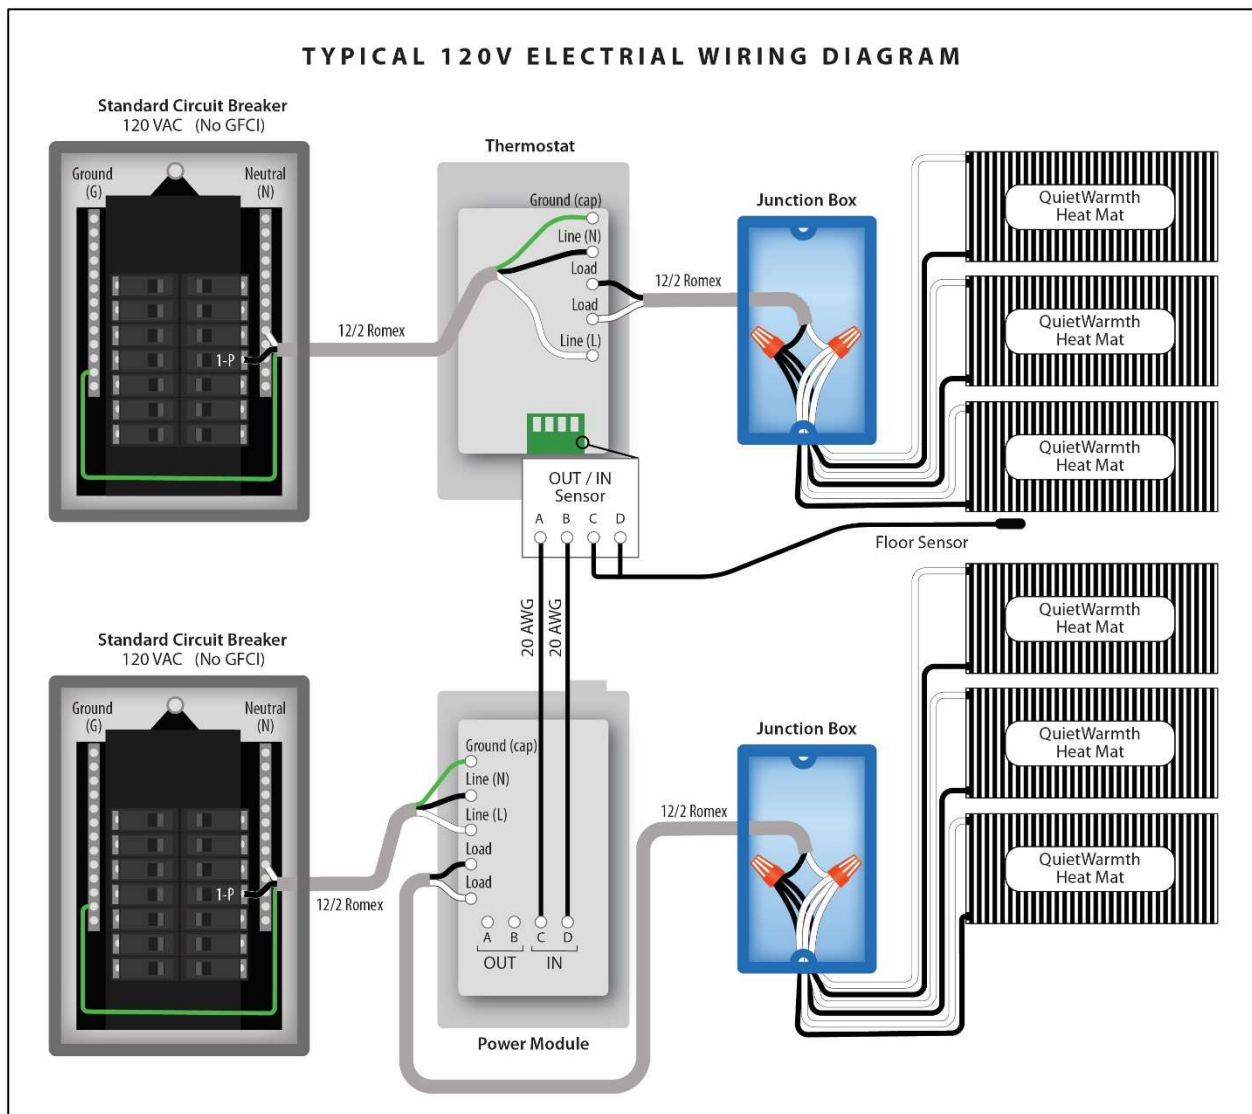 TYPICAL 120V ELECTRIAL WIRING DIAGRAM
Standard Circuit Breaker
120 VAC (No GFCI)
Ground
(G)
Neutral
(N)
1-P
12/2 Romex
Thermostat
Ground (cap)
Line (N)
Load
Load
Line (L)
12/2 Romex
Junction Box
QuietWarmth
Heat Mat
QuietWarmth
Heat Mat
QuietWarmth
Heat Mat
OUT / IN
Sensor
A B C D
Floor Sensor
20 AWG
20 AWG
Standard Circuit Breaker
120 VAC (No GFCI)
Ground
(G)
Neutral
(N)
1-P
12/2 Romex
Ground (cap)
Line (N)
Line (L)
Load
Load
A B C D
OUT IN
Power Module
12/2 Romex
Junction Box
QuietWarmth
Heat Mat
QuietWarmth
Heat Mat
QuietWarmth
Heat Mat